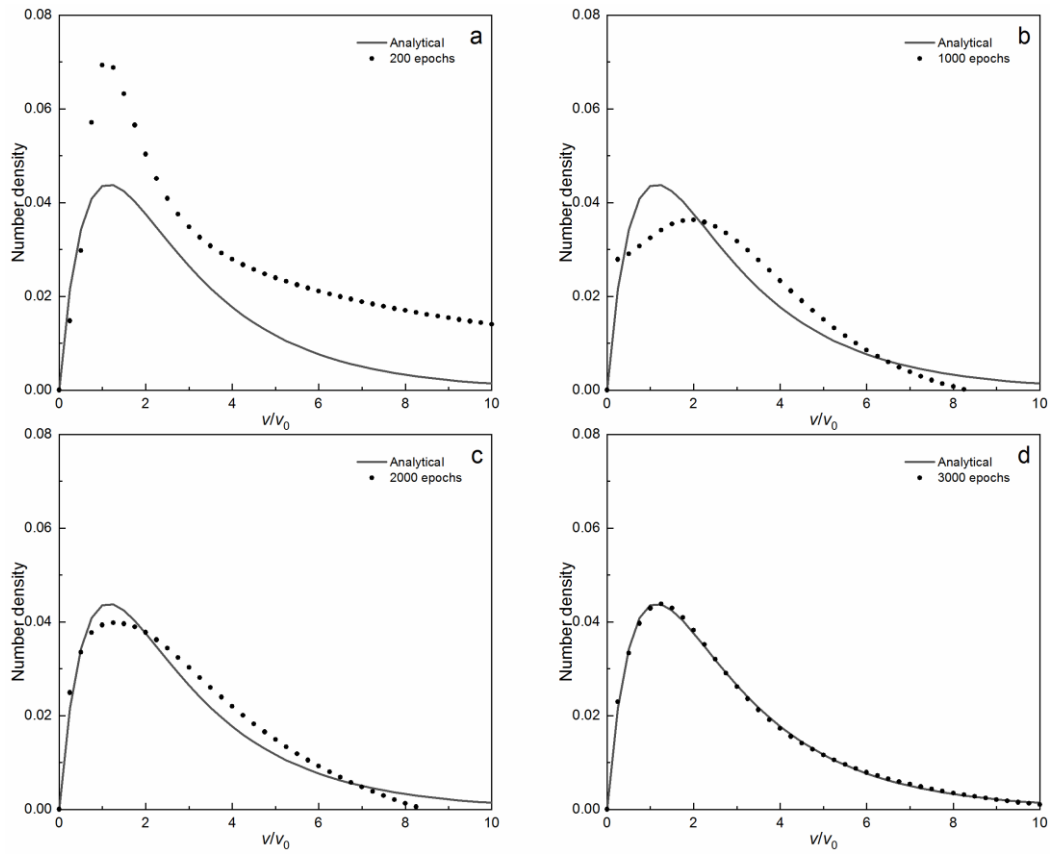 a
Analytical
200 epochs
Number density
0.08
0.06
0.04
0.02
0.00
0 2 4 6 8 10
v/v0
b
Analytical
1000 epochs
Number density
0.08
0.06
0.04
0.02
0.00
0 2 4 6 8 10
v/v0
c
Analytical
2000 epochs
Number density
0.08
0.06
0.04
0.02
0.00
0 2 4 6 8 10
v/v0
d
Analytical
3000 epochs
Number density
0.08
0.06
0.04
0.02
0.00
0 2 4 6 8 10
v/v0